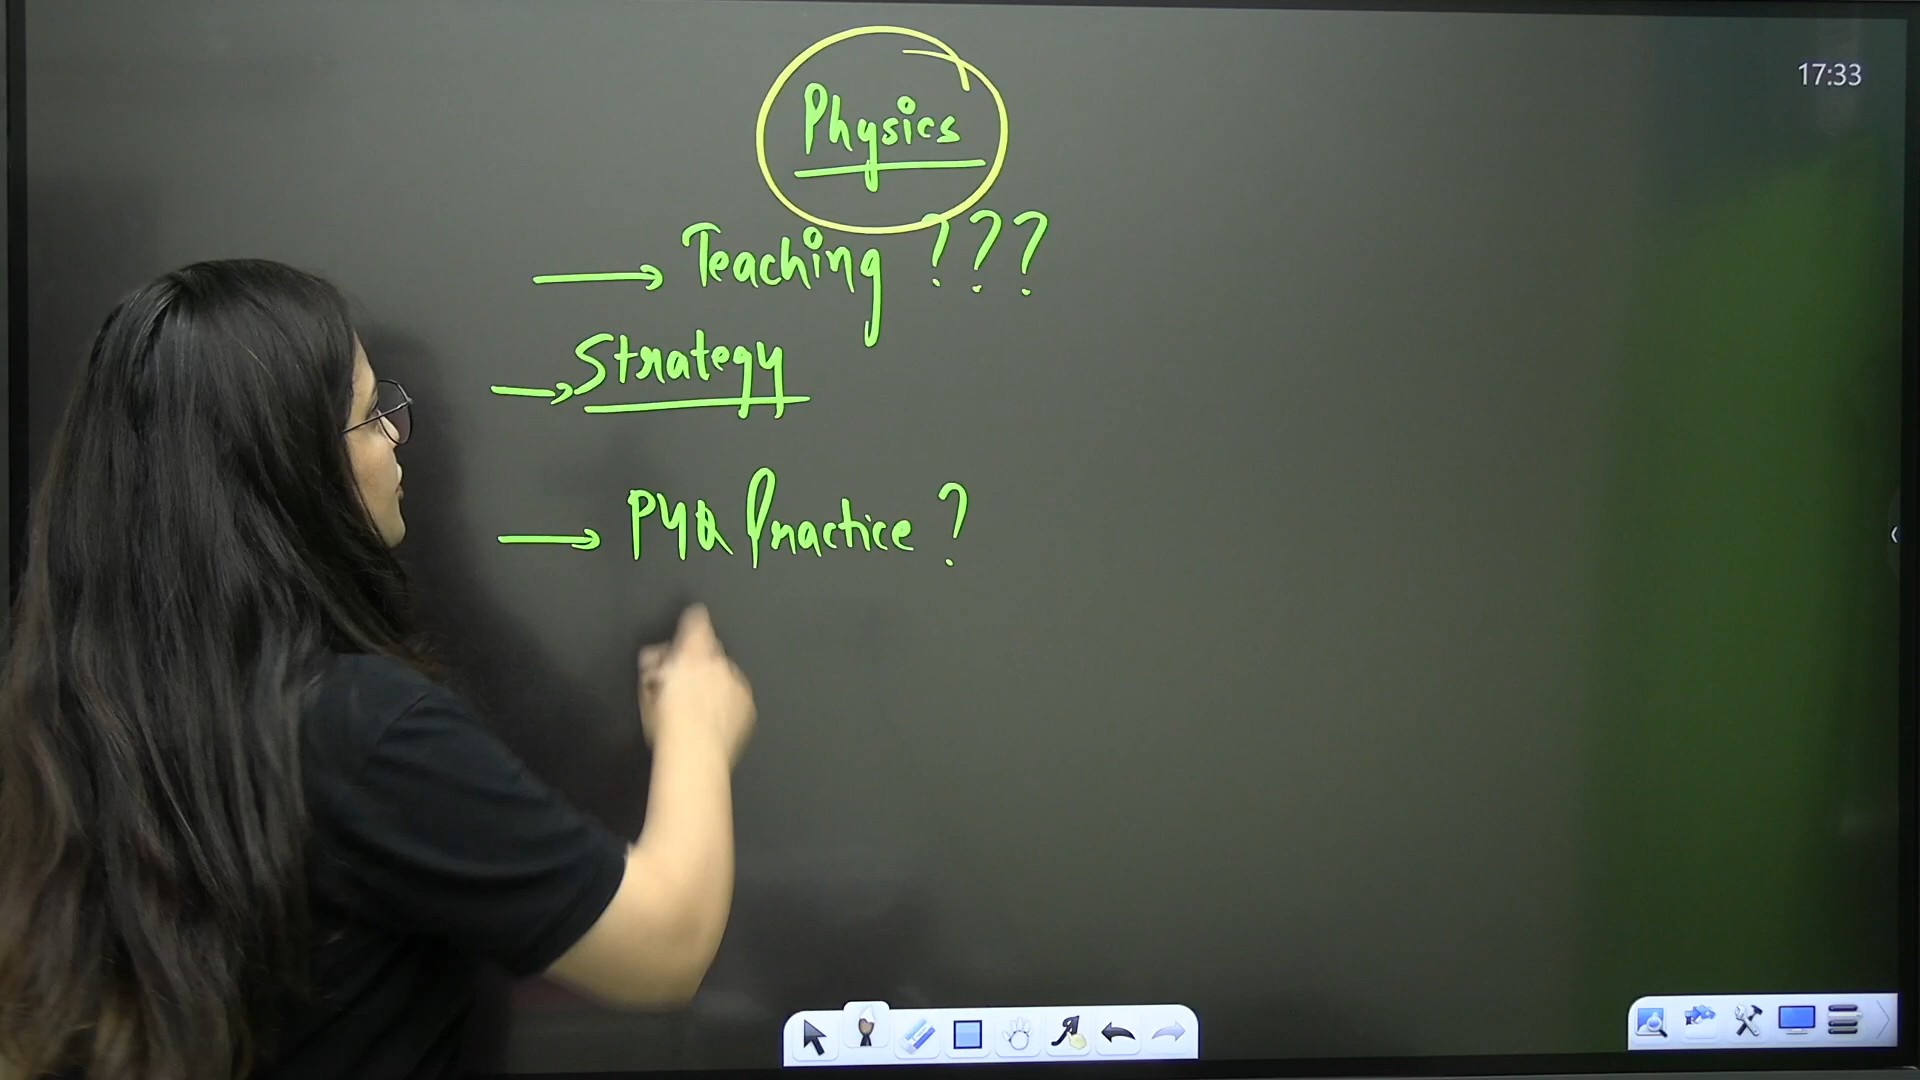 17:33
Physics
→ Teaching ???
→ Strategy
→ PYQ Practice ?